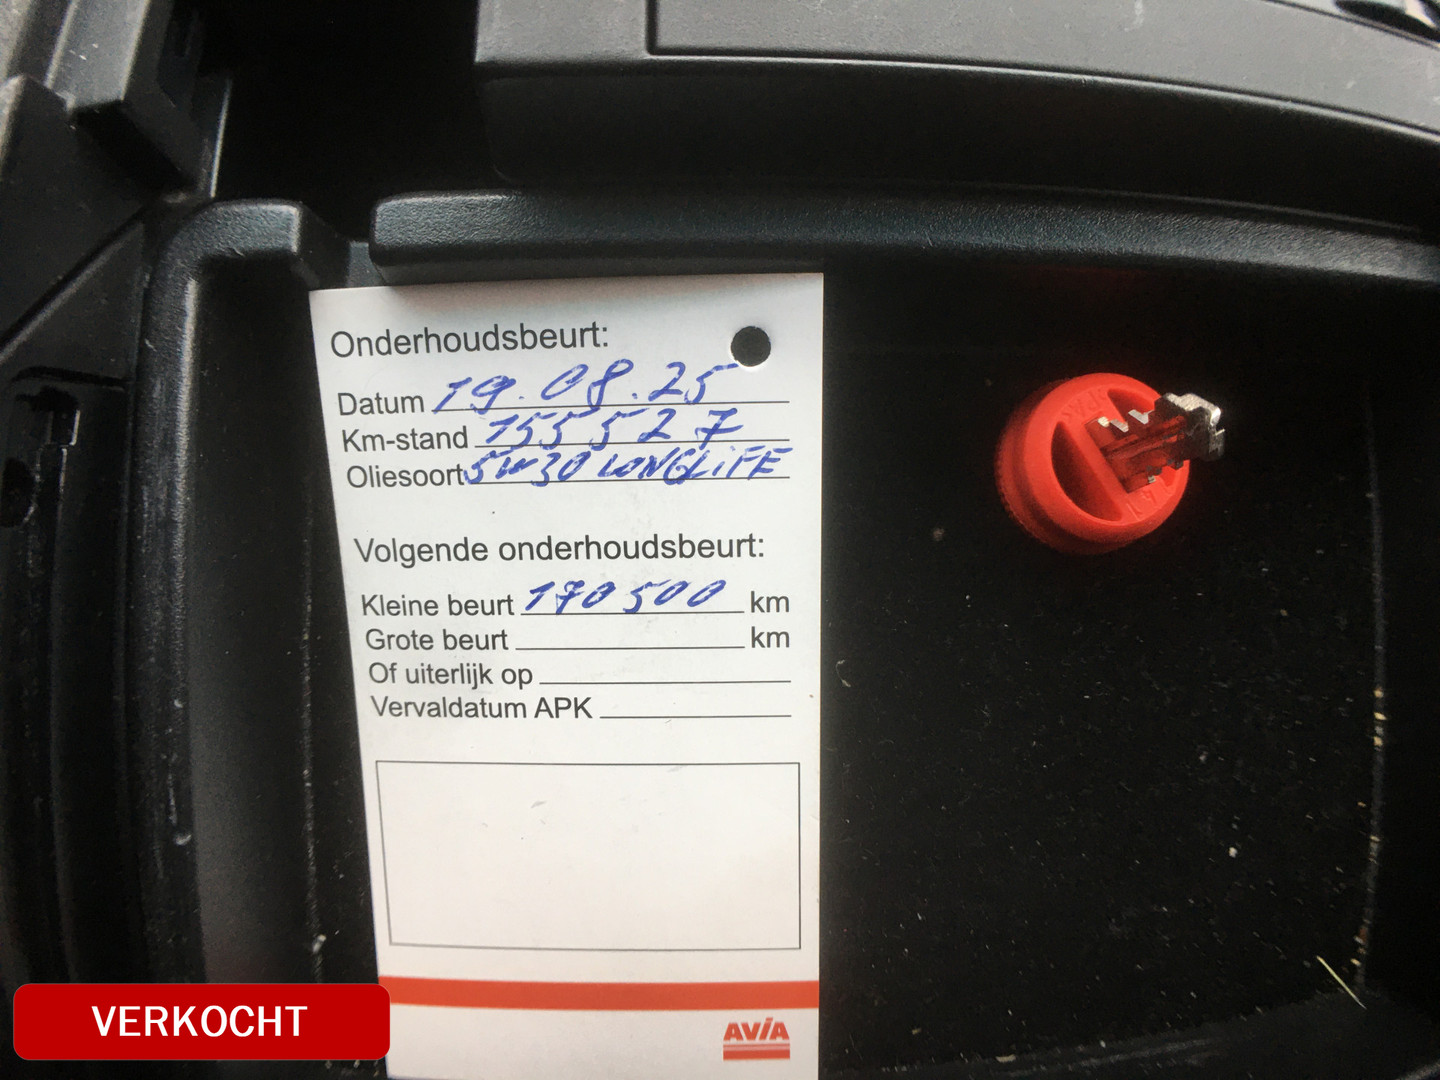 Onderhoudsbeurt:
Datum 19.08.25
Km-stand 155527
Oliesoort 5W30 LONGLIFE
Volgende onderhoudsbeurt:
Kleine beurt 170500 km
Grote beurt km
Of uiterlijk op
Vervaldatum APK
AVIA
VERKOCHT